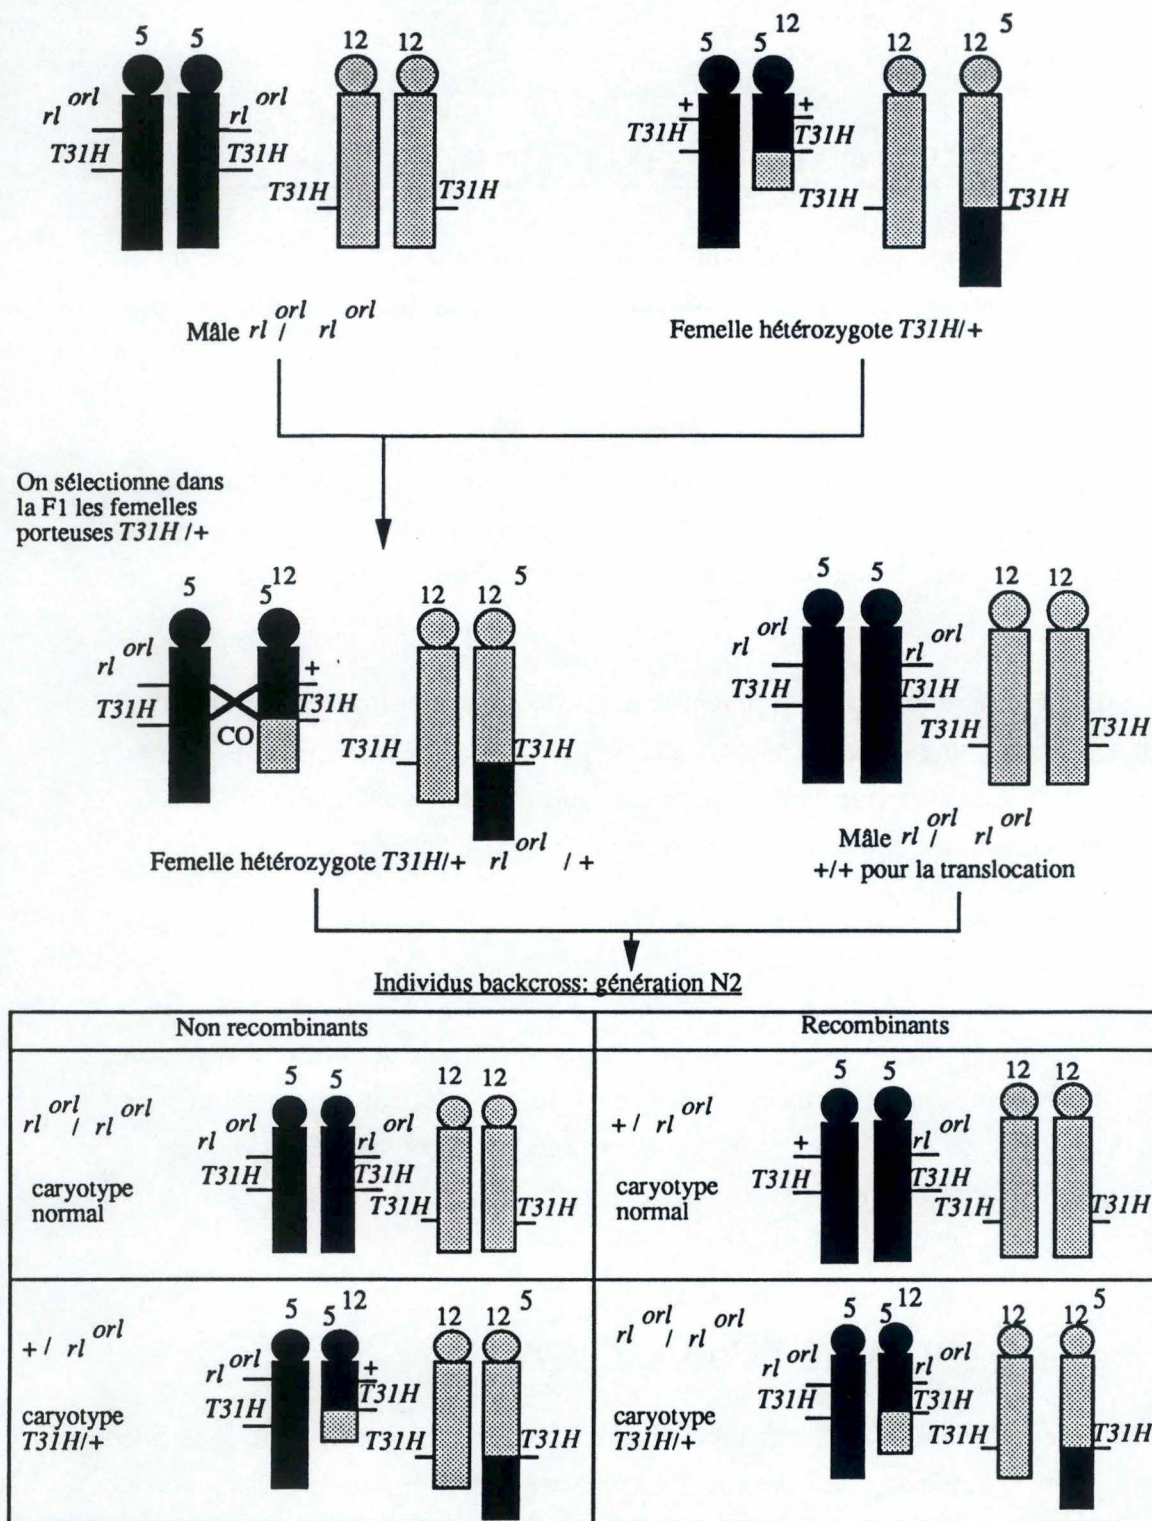 5 5 12 12 5 5 12 12 12 5
rl orl rl orl + +
T31H T31H T31H T31H
T31H T31H T31H T31H
Mâle rl orl / rl orl
Femelle hétérozygote T31H/+
On sélectionne dans
la F1 les femelles
porteuses T31H /+
5 5 12 12 12 5 5 5 12 12
rl orl + rl orl rl orl
T31H T31H T31H T31H
CO T31H T31H T31H T31H
Femelle hétérozygote T31H/+ rl orl / +
Mâle rl orl / rl orl
+/+ pour la translocation
Individus backcross: génération N2
Non recombinants
Recombinants
rl orl / rl orl
caryotype
normal
5 5 12 12
rl orl rl orl
T31H T31H T31H T31H
+ / rl orl
caryotype
normal
5 5 12 12
+ rl orl
T31H T31H T31H T31H
+ / rl orl
caryotype
T31H/+
5 5 12 12 12 5
rl orl +
T31H T31H T31H T31H
rl orl / rl orl
caryotype
T31H/+
5 5 12 12 12 5
rl orl rl orl
T31H T31H T31H T31H